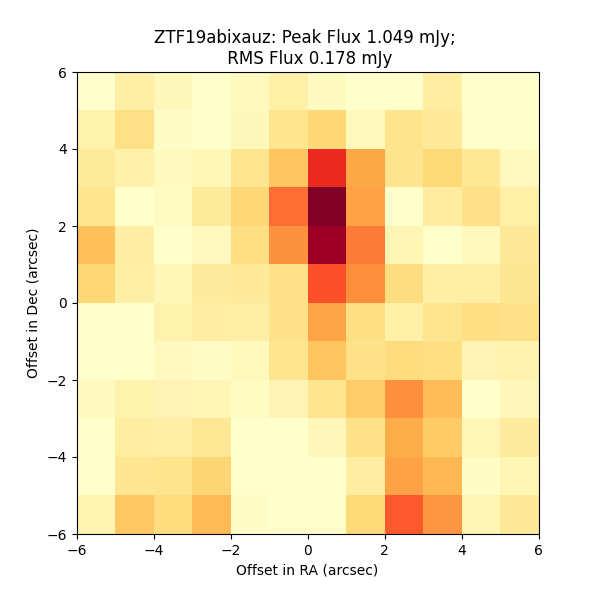 ZTF19abixauz: Peak Flux 1.049 mJy;
RMS Flux 0.178 mJy
6
4
2
0
−2
−4
−6
Offset in Dec (arcsec)
−6 −4 −2 0 2 4 6
Offset in RA (arcsec)